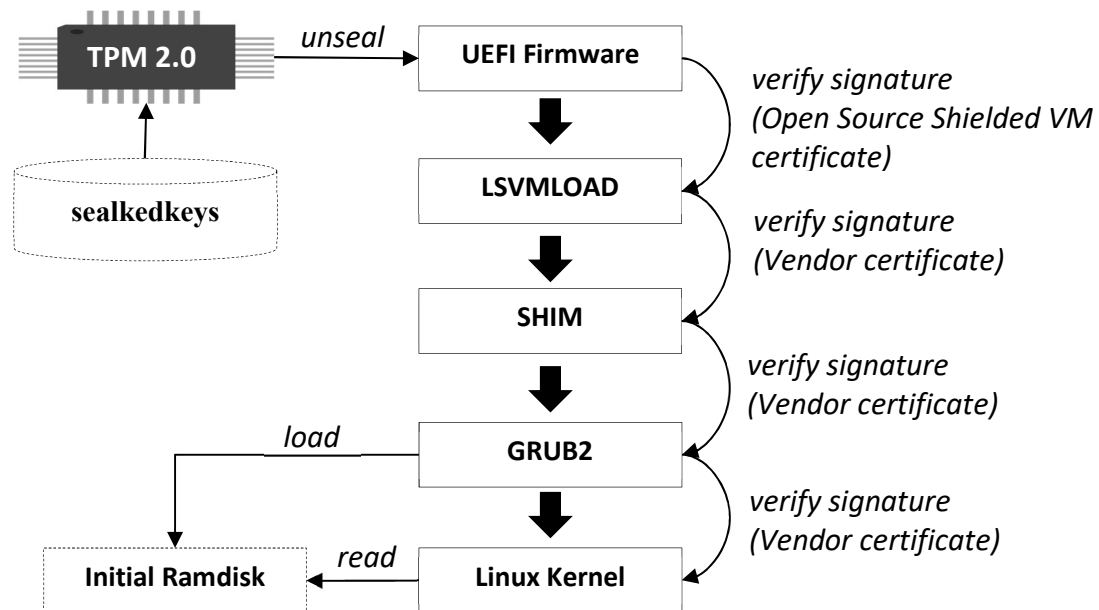 TPM 2.0
unseal
UEFI Firmware
verify signature
(Open Source Shielded VM
certificate)
sealkedkeys
LSVMLOAD
verify signature
(Vendor certificate)
SHIM
verify signature
(Vendor certificate)
load
GRUB2
verify signature
(Vendor certificate)
Initial Ramdisk
read
Linux Kernel